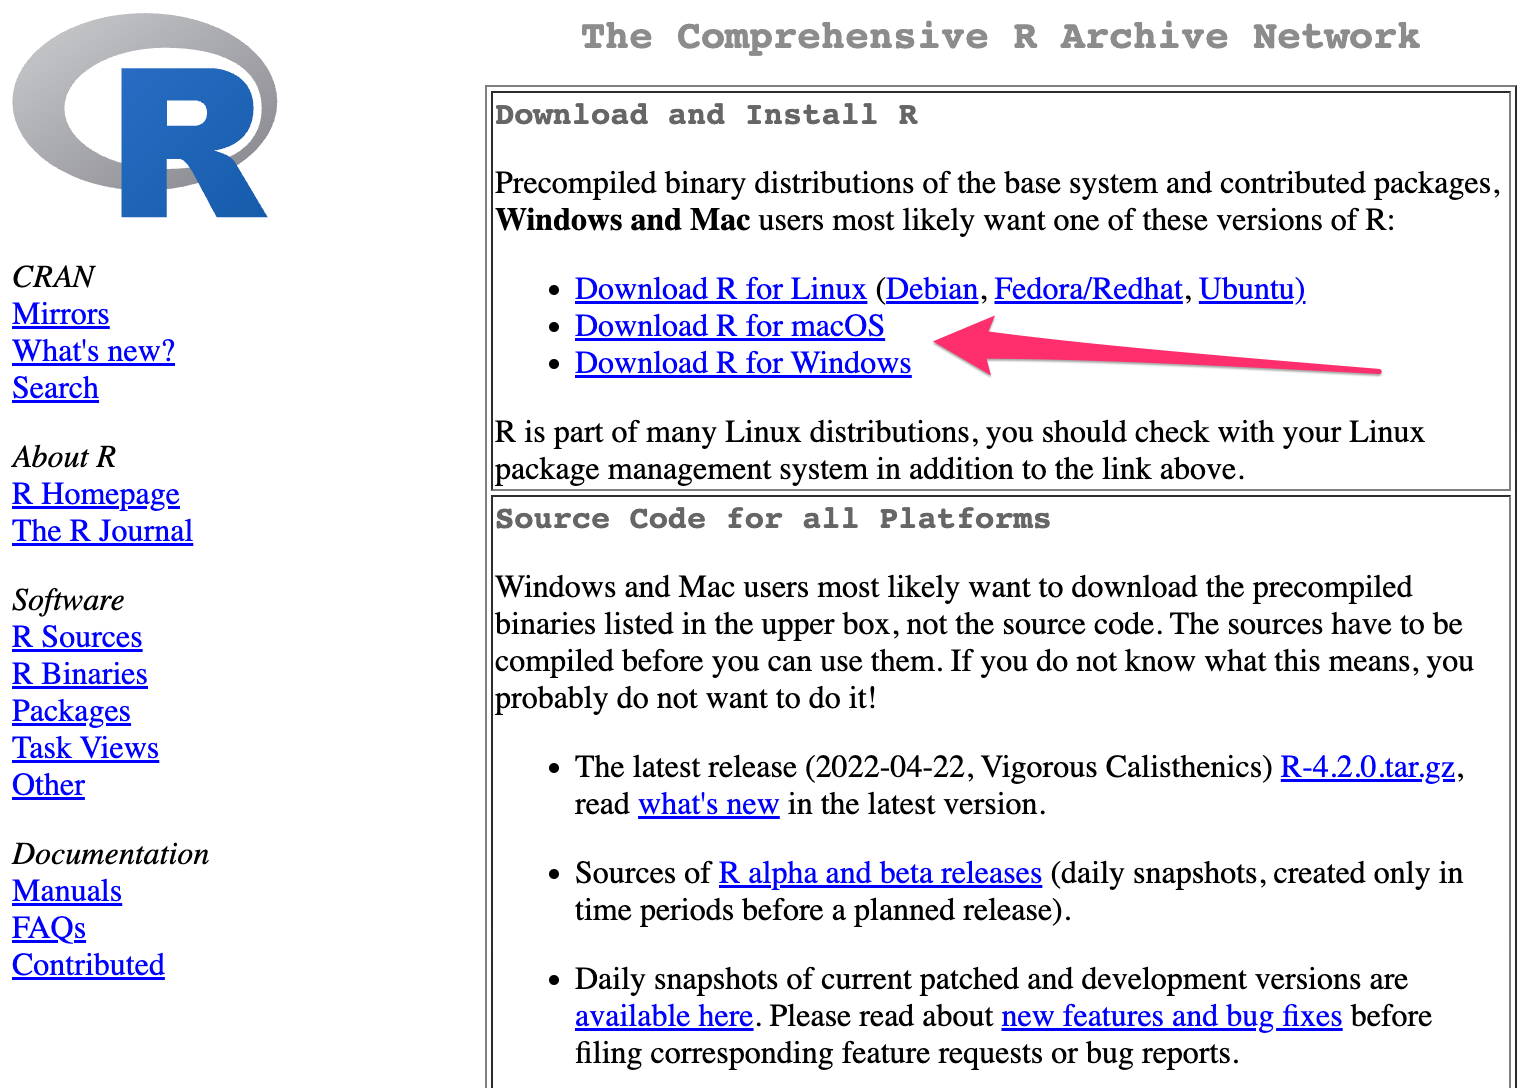 R
CRAN
Mirrors
What's new?
Search
About R
R Homepage
The R Journal
Software
R Sources
R Binaries
Packages
Task Views
Other
Documentation
Manuals
FAQs
Contributed
The Comprehensive R Archive Network
Download and Install R
Precompiled binary distributions of the base system and contributed packages,
Windows and Mac users most likely want one of these versions of R:
• Download R for Linux (Debian, Fedora/Redhat, Ubuntu)
• Download R for macOS
• Download R for Windows
R is part of many Linux distributions, you should check with your Linux
package management system in addition to the link above.
Source Code for all Platforms
Windows and Mac users most likely want to download the precompiled
binaries listed in the upper box, not the source code. The sources have to be
compiled before you can use them. If you do not know what this means, you
probably do not want to do it!
• The latest release (2022-04-22, Vigorous Calisthenics) R-4.2.0.tar.gz,
read what's new in the latest version.
• Sources of R alpha and beta releases (daily snapshots, created only in
time periods before a planned release).
• Daily snapshots of current patched and development versions are
available here. Please read about new features and bug fixes before
filing corresponding feature requests or bug reports.